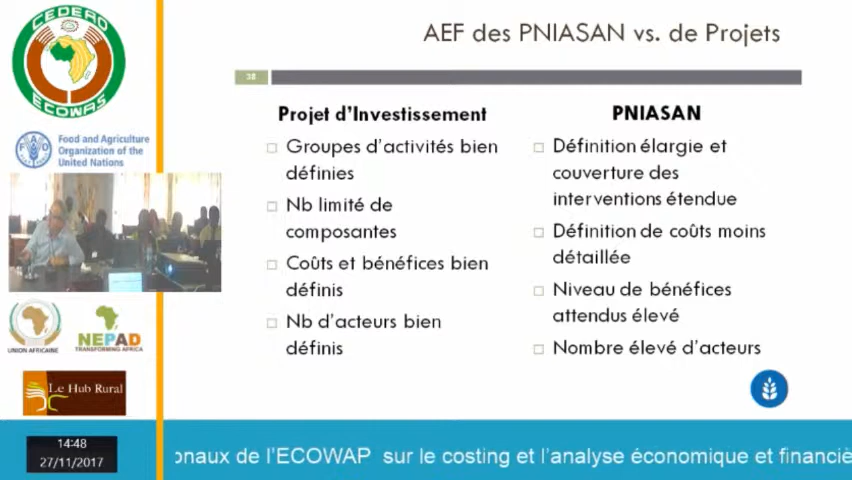 AEF des PNIASAN vs. de Projets
38
Projet d'Investissement
Groupes d'activités bien
définies
Nb limité de
composantes
Coûts et bénéfices bien
définis
Nb d'acteurs bien
définis
PNIASAN
Définition élargie et
couverture des
interventions étendue
Définition de coûts moins
détaillée
Niveau de bénéfices
attendus élevé
Nombre élevé d'acteurs
CEDEAO
ECOWAS
FAO
Food and Agriculture
Organization of the
United Nations
UNION AFRICAINE
NEPAD
TRANSFORMING AFRICA
Le Hub Rural
14:48
27/11/2017
onaux de l'ECOWAP sur le costing et l'analyse économique et financiè